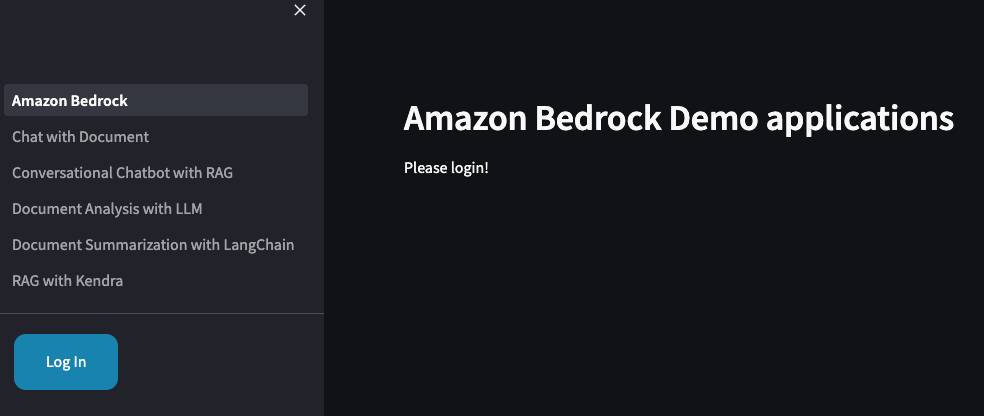 Amazon Bedrock
Chat with Document
Conversational Chatbot with RAG
Document Analysis with LLM
Document Summarization with LangChain
RAG with Kendra
Log In
Amazon Bedrock Demo applications
Please login!